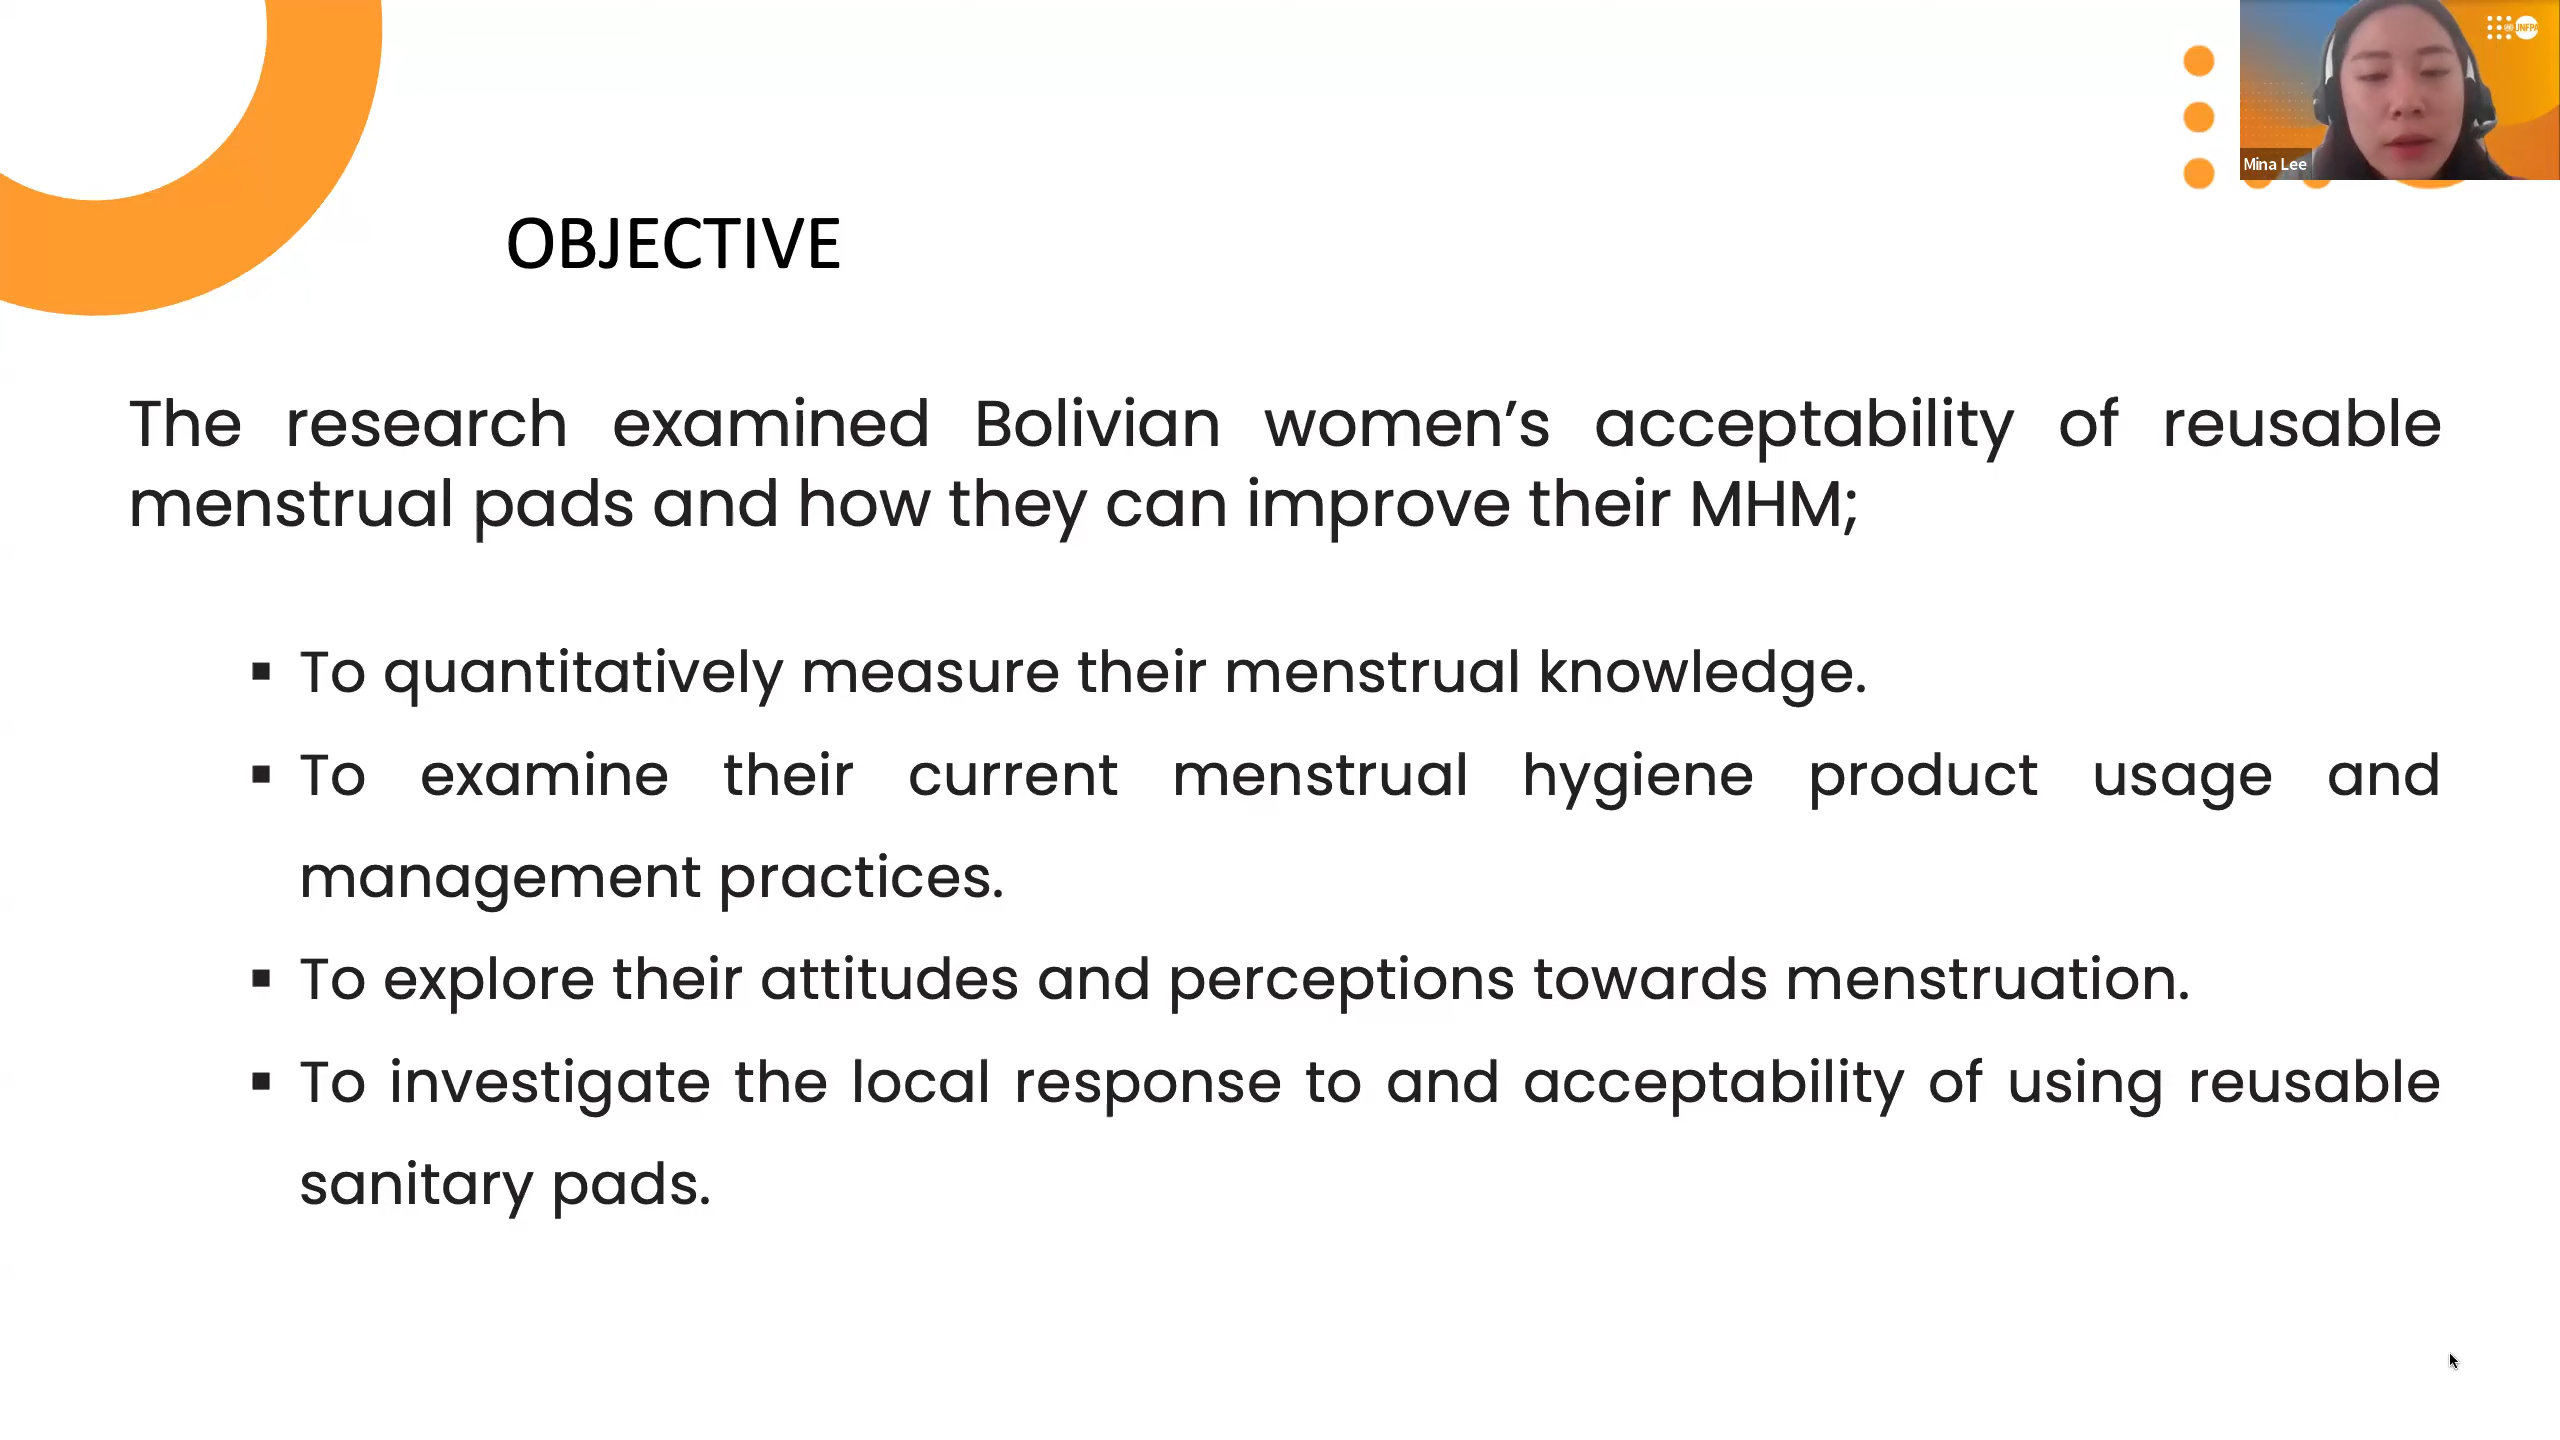 UNFPA
Mina Lee
OBJECTIVE
The research examined Bolivian women’s acceptability of reusable
menstrual pads and how they can improve their MHM;
▪ To quantitatively measure their menstrual knowledge.
▪ To examine their current menstrual hygiene product usage and
management practices.
▪ To explore their attitudes and perceptions towards menstruation.
▪ To investigate the local response to and acceptability of using reusable
sanitary pads.